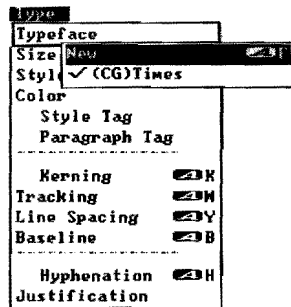 Type
Typeface
Size
New
Style
✓ (CG)Times
Color
Style Tag
Paragraph Tag
Kerning A K
Tracking A W
Line Spacing A Y
Baseline A B
Hyphenation A H
Justification